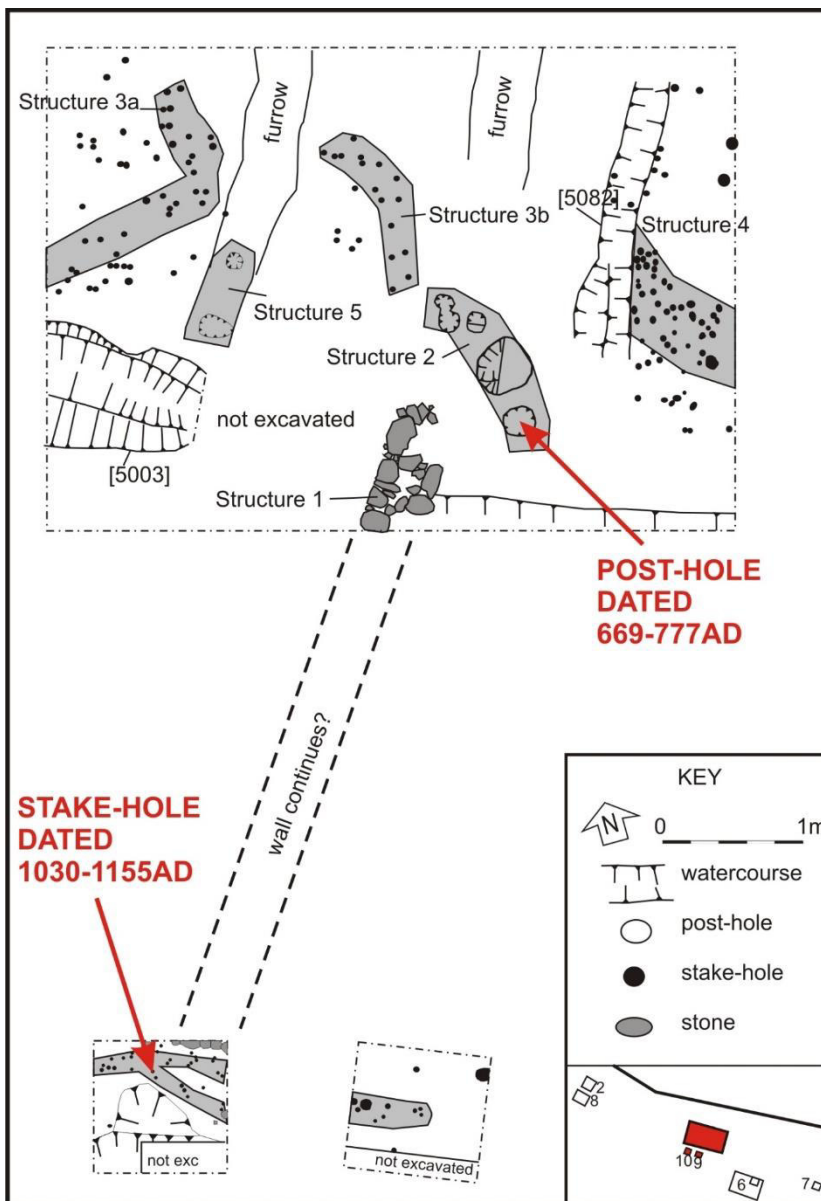 Structure 3a
furrow
furrow
Structure 3b
[5082]
Structure 4
Structure 5
Structure 2
not excavated
[5003]
Structure 1
POST-HOLE
DATED
669-777AD
wall continues?
STAKE-HOLE
DATED
1030-1155AD
not exc
not excavated
KEY
N
0 1m
watercourse
post-hole
stake-hole
stone
2
8
109
6
7